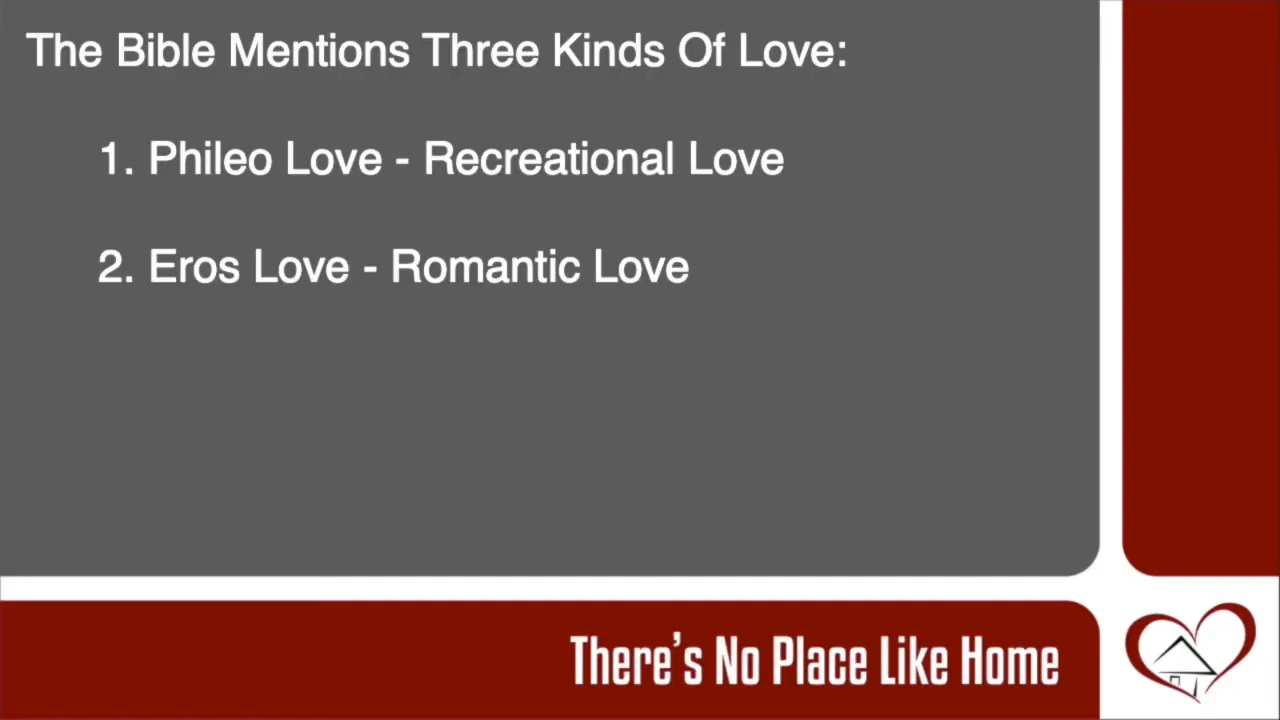 The Bible Mentions Three Kinds Of Love:
1. Phileo Love - Recreational Love
2. Eros Love - Romantic Love
There's No Place Like Home